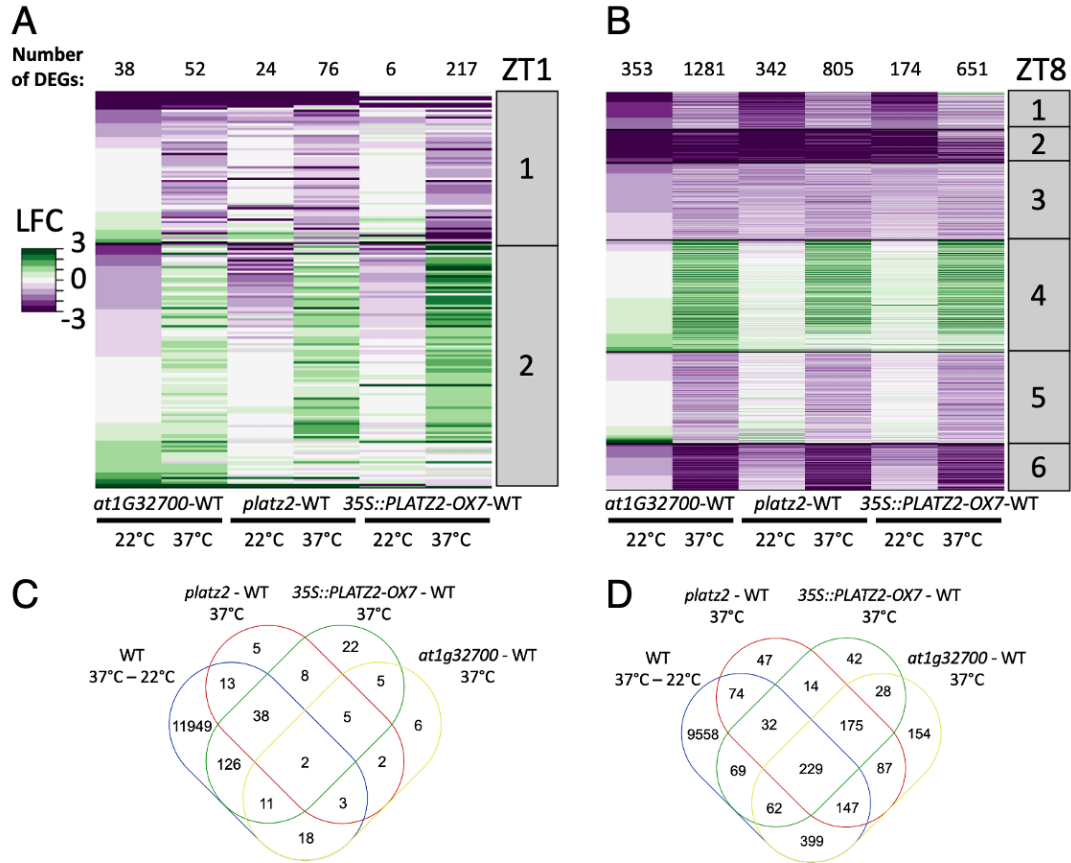 A
Number
of DEGs:
38 52 24 76 6 217 ZT1
LFC
3
0
-3
1
2
at1G32700-WT platz2-WT 35S::PLATZ2-OX7-WT
22°C 37°C 22°C 37°C 22°C 37°C
B
353 1281 342 805 174 651 ZT8
1
2
3
4
5
6
at1G32700-WT platz2-WT 35S::PLATZ2-OX7-WT
22°C 37°C 22°C 37°C 22°C 37°C
C
platz2 - WT 35S::PLATZ2-OX7 - WT
37°C 37°C
WT at1g32700 - WT
37°C – 22°C 37°C
5 22
13 8 5
11949 38 5 6
126 2 2
11 3
18
D
platz2 - WT 35S::PLATZ2-OX7 - WT
37°C 37°C
WT at1g32700 - WT
37°C – 22°C 37°C
47 42
74 14 28
9558 32 175 154
69 229 87
62 147
399